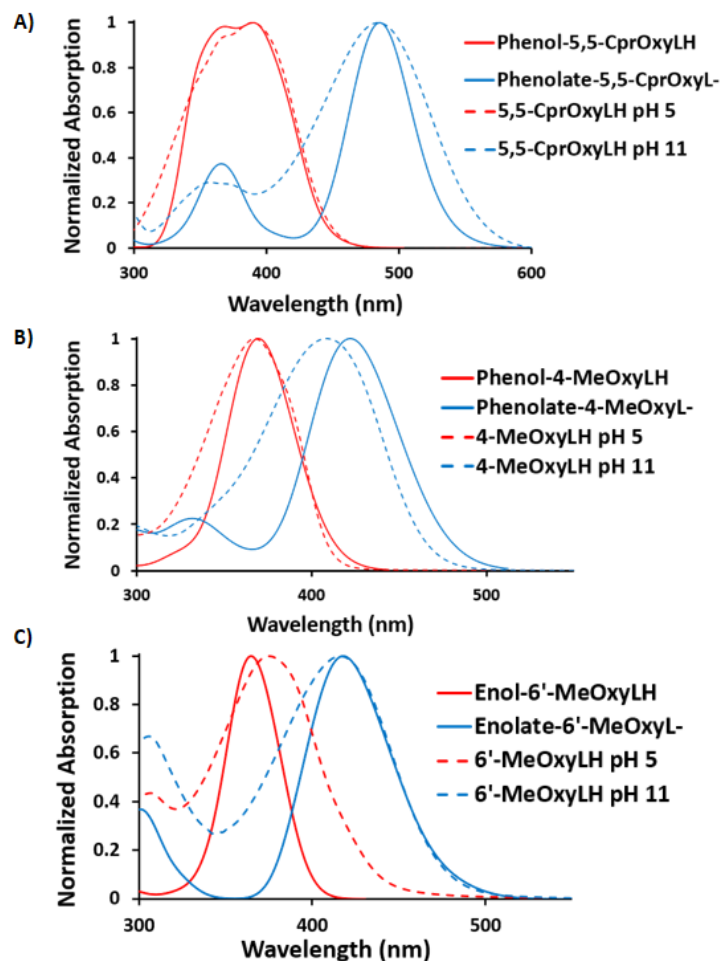 A)
Normalized Absorption
1
0.8
0.6
0.4
0.2
0
300
400
500
600
Wavelength (nm)
Phenol-5,5-CprOxyLH
Phenolate-5,5-CprOxyL-
5,5-CprOxyLH pH 5
5,5-CprOxyLH pH 11
B)
Normalized Absorption
1
0.8
0.6
0.4
0.2
0
300
400
500
Wavelength (nm)
Phenol-4-MeOxyLH
Phenolate-4-MeOxyL-
4-MeOxyLH pH 5
4-MeOxyLH pH 11
C)
Normalized Absorption
1
0.8
0.6
0.4
0.2
0
300
400
500
Wavelength (nm)
Enol-6'-MeOxyLH
Enolate-6'-MeOxyL-
6'-MeOxyLH pH 5
6'-MeOxyLH pH 11